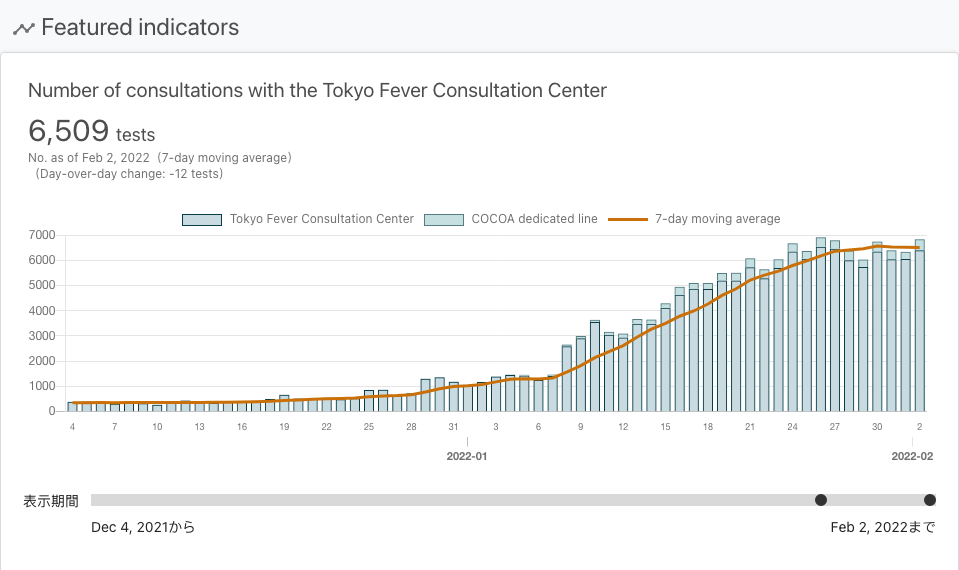 Featured indicators
Number of consultations with the Tokyo Fever Consultation Center
6,509 tests
No. as of Feb 2, 2022 (7-day moving average)
(Day-over-day change: -12 tests)
Tokyo Fever Consultation Center COCOA dedicated line 7-day moving average
7000
6000
5000
4000
3000
2000
1000
0
4 7 10 13 16 19 22 25 28 31 3 6 9 12 15 18 21 24 27 30 2
2022-01 2022-02
表示期間
Dec 4, 2021から Feb 2, 2022まで